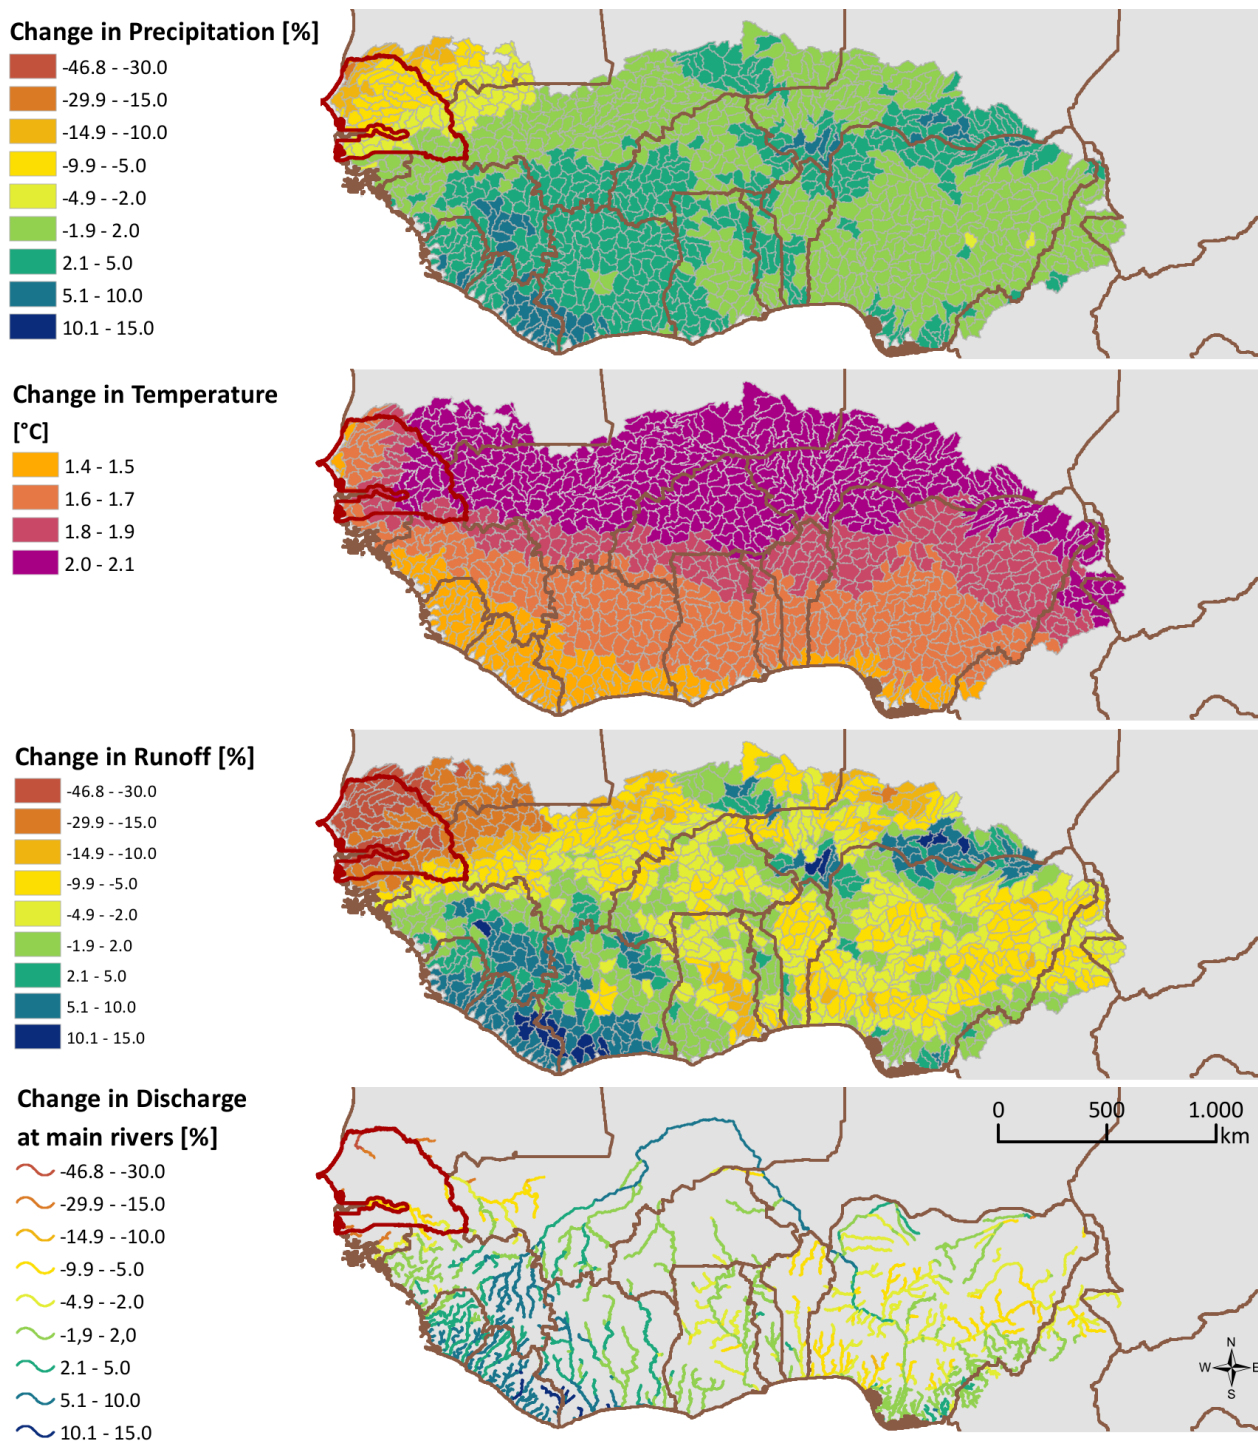 Change in Precipitation [%]
-46.8 - -30.0
-29.9 - -15.0
-14.9 - -10.0
-9.9 - -5.0
-4.9 - -2.0
-1.9 - 2.0
2.1 - 5.0
5.1 - 10.0
10.1 - 15.0
Change in Temperature
[°C]
1.4 - 1.5
1.6 - 1.7
1.8 - 1.9
2.0 - 2.1
Change in Runoff [%]
-46.8 - -30.0
-29.9 - -15.0
-14.9 - -10.0
-9.9 - -5.0
-4.9 - -2.0
-1.9 - 2.0
2.1 - 5.0
5.1 - 10.0
10.1 - 15.0
Change in Discharge
at main rivers [%]
-46.8 - -30.0
-29.9 - -15.0
-14.9 - -10.0
-9.9 - -5.0
-4.9 - -2.0
-1,9 - 2,0
2.1 - 5.0
5.1 - 10.0
10.1 - 15.0
0 500 1.000
km
N
W E
S